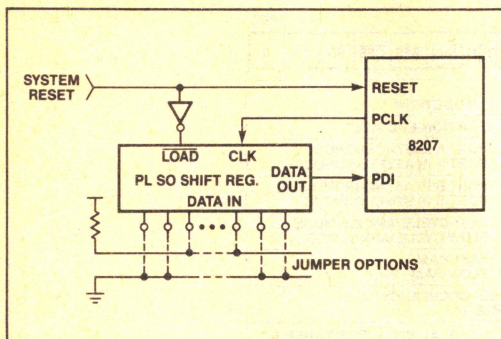 SYSTEM
RESET
RESET
PCLK
8207
LOAD CLK
PL SO SHIFT REG.
DATA
OUT
PDI
DATA IN
JUMPER OPTIONS